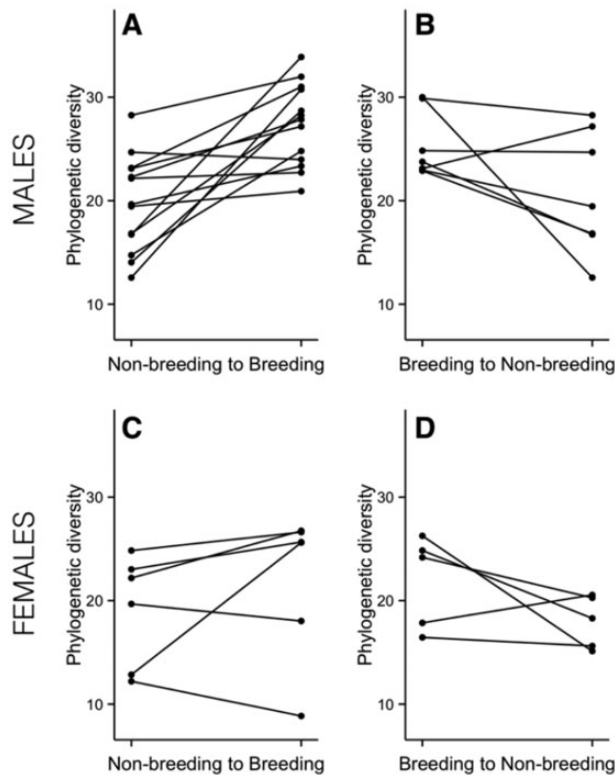 A
B
MALES
Phylogenetic diversity
30
20
10
Non-breeding to Breeding
Phylogenetic diversity
30
20
10
Breeding to Non-breeding
C
D
FEMALES
Phylogenetic diversity
30
20
10
Non-breeding to Breeding
Phylogenetic diversity
30
20
10
Breeding to Non-breeding